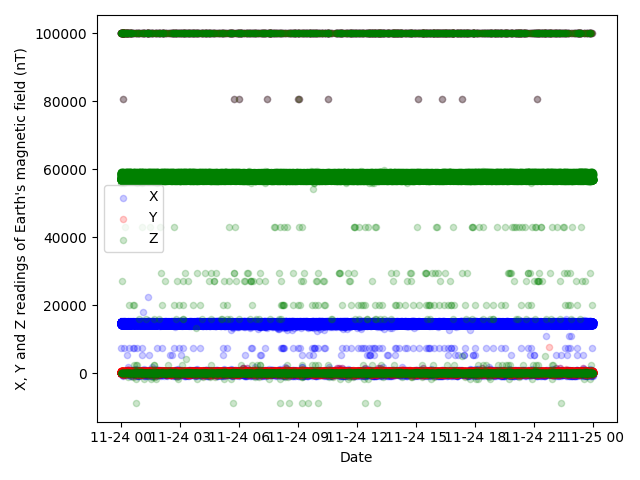 X, Y and Z readings of Earth's magnetic field (nT)
100000
80000
60000
40000
20000
0
X
Y
Z
11-24 00 11-24 03 11-24 06 11-24 09 11-24 12 11-24 15 11-24 18 11-24 21 11-25 00
Date